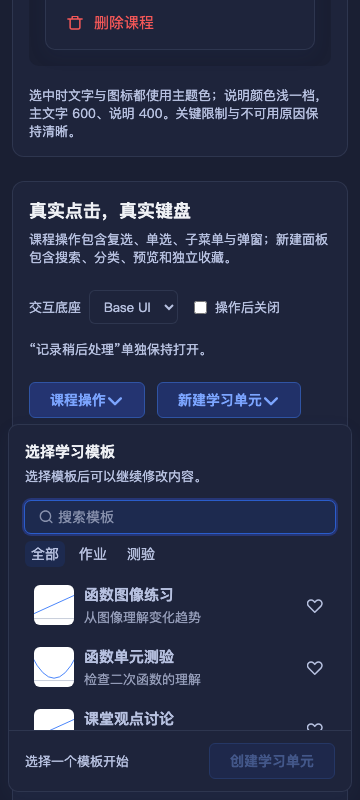 删除课程
选中时文字与图标都使用主题色；说明颜色浅一档，
主文字 600、说明 400。关键限制与不可用原因保
持清晰。
真实点击，真实键盘
课程操作包含复选、单选、子菜单与弹窗；新建面板
包含搜索、分类、预览和独立收藏。
交互底座 Base UI 操作后关闭
“记录稍后处理”单独保持打开。
课程操作 新建学习单元
选择学习模板
选择模板后可以继续修改内容。
搜索模板
全部 作业 测验
函数图像练习
从图像理解变化趋势
函数单元测验
检查二次函数的理解
课堂观点讨论
选择一个模板开始 创建学习单元